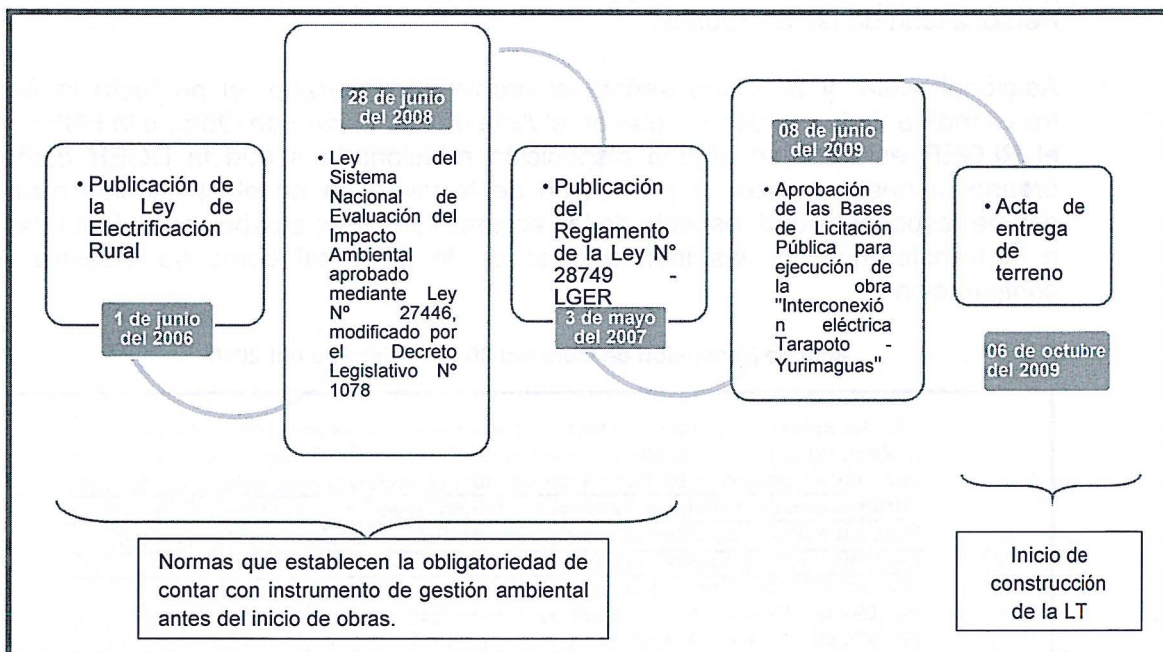 • Publicación de
la Ley de
Electrificación
Rural
1 de junio
del 2006
28 de junio
del 2008
• Ley del
Sistema
Nacional de
Evaluación del
Impacto
Ambiental
aprobado
mediante Ley
Nº 27446,
modificado por
el Decreto
Legislativo Nº
1078
• Publicación
del
Reglamento
de la Ley N°
28749 -
LGER
3 de mayo
del 2007
08 de junio
del 2009
• Aprobación
de las Bases
de Licitación
Pública para
ejecución de
la obra
"Interconexió
n eléctrica
Tarapoto -
Yurimaguas"
• Acta de
entrega de
terreno
06 de octubre
del 2009
Normas que establecen la obligatoriedad de
contar con instrumento de gestión ambiental
antes del inicio de obras.
Inicio de
construcción
de la LT